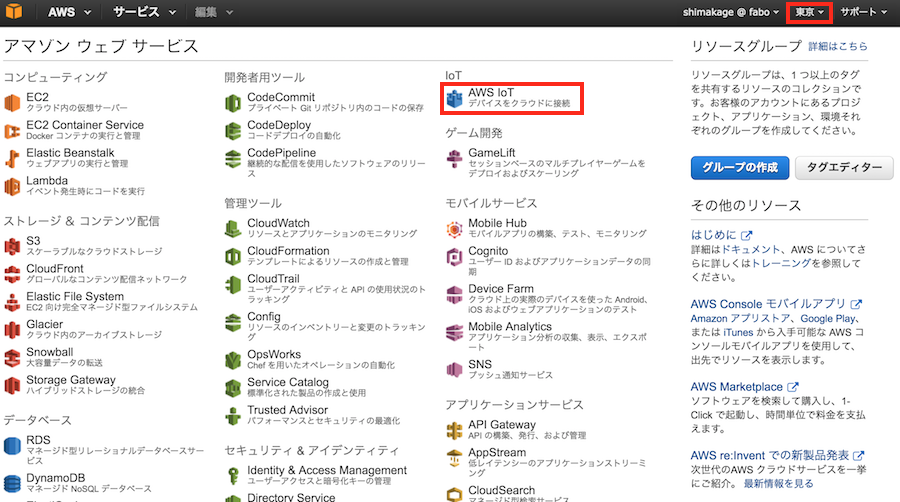 AWS サービス 編集 shimakage @ fabo 東京 サポート
アマゾン ウェブ サービス
コンピューティング
EC2
クラウド内の仮想サーバー
EC2 Container Service
Docker コンテナの実行と管理
Elastic Beanstalk
ウェブアプリの実行と管理
Lambda
イベント発生時にコードを実行
ストレージ & コンテンツ配信
S3
スケーラブルなクラウドストレージ
CloudFront
グローバルなコンテンツ配信ネットワーク
Elastic File System
EC2 向け完全マネージド型ファイルシステム
Glacier
クラウド内のアーカイブストレージ
Snowball
大容量データの転送
Storage Gateway
ハイブリッドストレージの統合
データベース
RDS
マネージド型リレーショナルデータベースサー
ビス
DynamoDB
マネージド NoSQL データベース
開発者用ツール
CodeCommit
プライベート Git リポジトリ内のコードの保存
CodeDeploy
コードデプロイの自動化
CodePipeline
継続的な配信を使用したソフトウェアのリリー
ス
管理ツール
CloudWatch
リソースとアプリケーションのモニタリング
CloudFormation
テンプレートによるリソースの作成と管理
CloudTrail
ユーザーアクティビティと API の使用状況のト
ラッキング
Config
リソースのインベントリーと変更のトラッキン
グ
OpsWorks
Chef を用いたオペレーションの自動化
Service Catalog
標準化された製品の作成と使用
Trusted Advisor
パフォーマンスとセキュリティの最適化
セキュリティ & アイデンティティ
Identity & Access Management
ユーザーアクセスと暗号化キーの管理
Directory Service
IoT
AWS IoT
デバイスをクラウドに接続
ゲーム開発
GameLift
セッションベースのマルチプレイヤーゲームを
デプロイおよびスケーリング
モバイルサービス
Mobile Hub
モバイルアプリの構築、テスト、モニタリング
Cognito
ユーザー ID およびアプリケーションデータの同
期
Device Farm
クラウド上の実際のデバイスを使った Android、
iOS およびウェブアプリケーションのテスト
Mobile Analytics
アプリケーション分析の収集、表示、エクスポ
ート
SNS
プッシュ通知サービス
アプリケーションサービス
API Gateway
API の構築、発行、および管理
AppStream
低レイテンシーのアプリケーションストリーミ
ング
CloudSearch
マネージド型検索サービス
リソースグループ 詳細はこちら
リソースグループは、1 つ以上のタグ
を共有するリソースのコレクションで
す。お客様のアカウントにあるプロジ
ェクト、アプリケーション、環境それ
ぞれのグループを作成してください。
グループの作成 タグエディター
その他のリソース
はじめに
詳細はドキュメント、AWS についてさ
らに詳しくはトレーニングを参照して
ください。
AWS Console モバイルアプリ
Amazon アプリストア、Google Play、
または iTunes から入手可能な AWS コ
ンソールモバイルアプリを使用して、
出先でリソースを表示します。
AWS Marketplace
ソフトウェアを検索して購入し、1-
Click で起動し、時間単位で料金を支払
えます。
AWS re:Invent での新製品発表
次世代のAWS クラウドサービスを一挙
にご紹介。 最新情報を見る